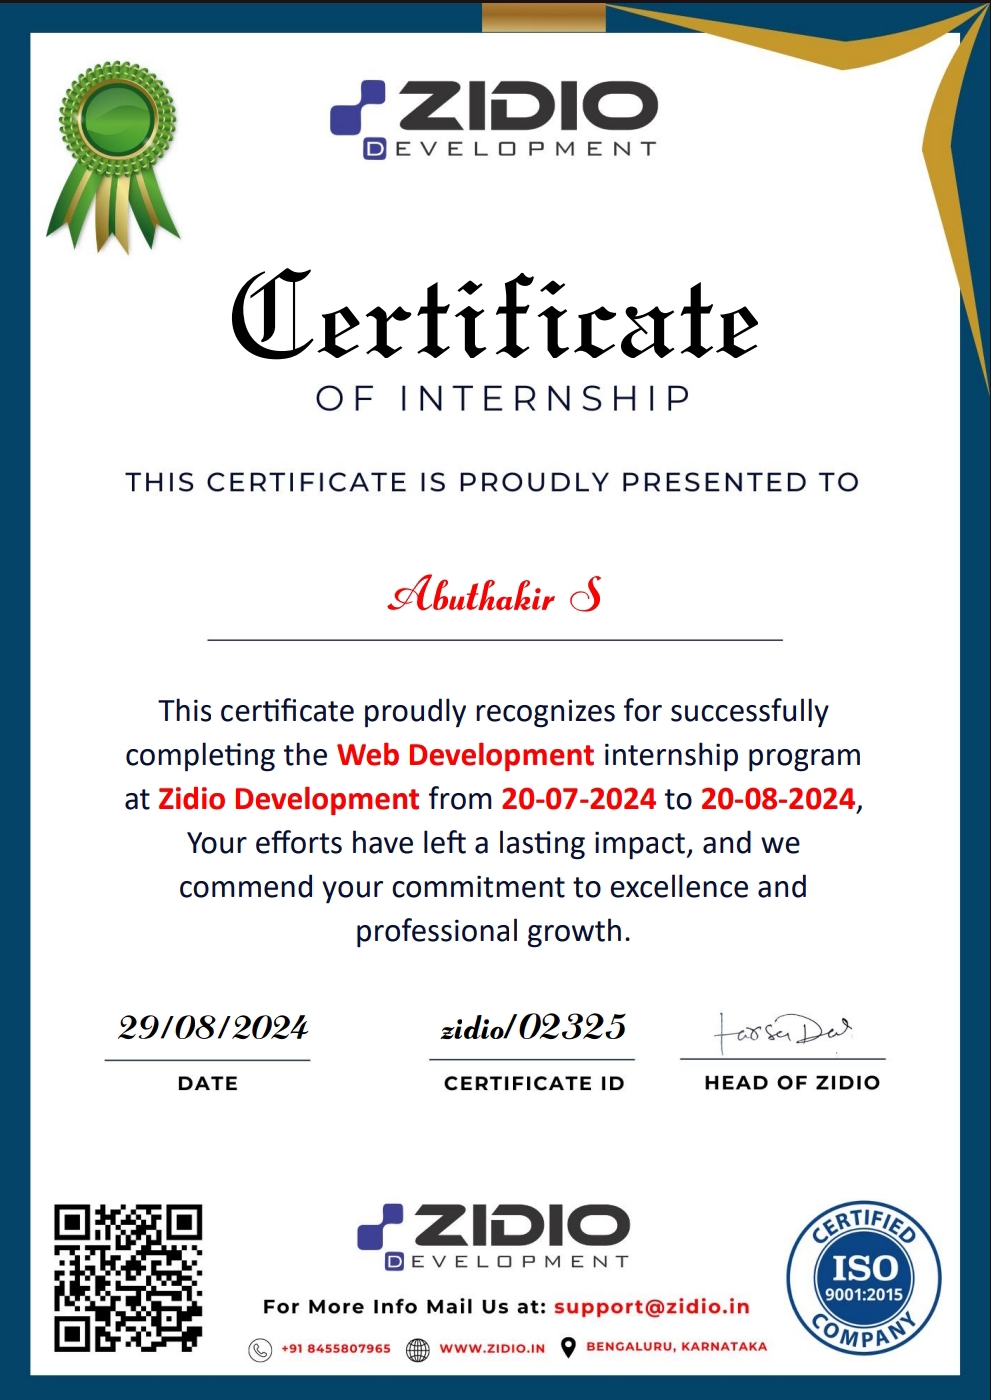 ZIDIO
DEVELOPMENT
Certificate
OF INTERNSHIP
THIS CERTIFICATE IS PROUDLY PRESENTED TO
Abuthakir S
This certificate proudly recognizes for successfully
completing the Web Development internship program
at Zidio Development from 20-07-2024 to 20-08-2024,
Your efforts have left a lasting impact, and we
commend your commitment to excellence and
professional growth.
29/08/2024 zidio/02325
DATE CERTIFICATE ID HEAD OF ZIDIO
ZIDIO
DEVELOPMENT
For More Info Mail Us at: support@zidio.in
+91 8455807965 WWW.ZIDIO.IN BENGALURU, KARNATAKA
CERTIFIED
ISO
9001:2015
COMPANY